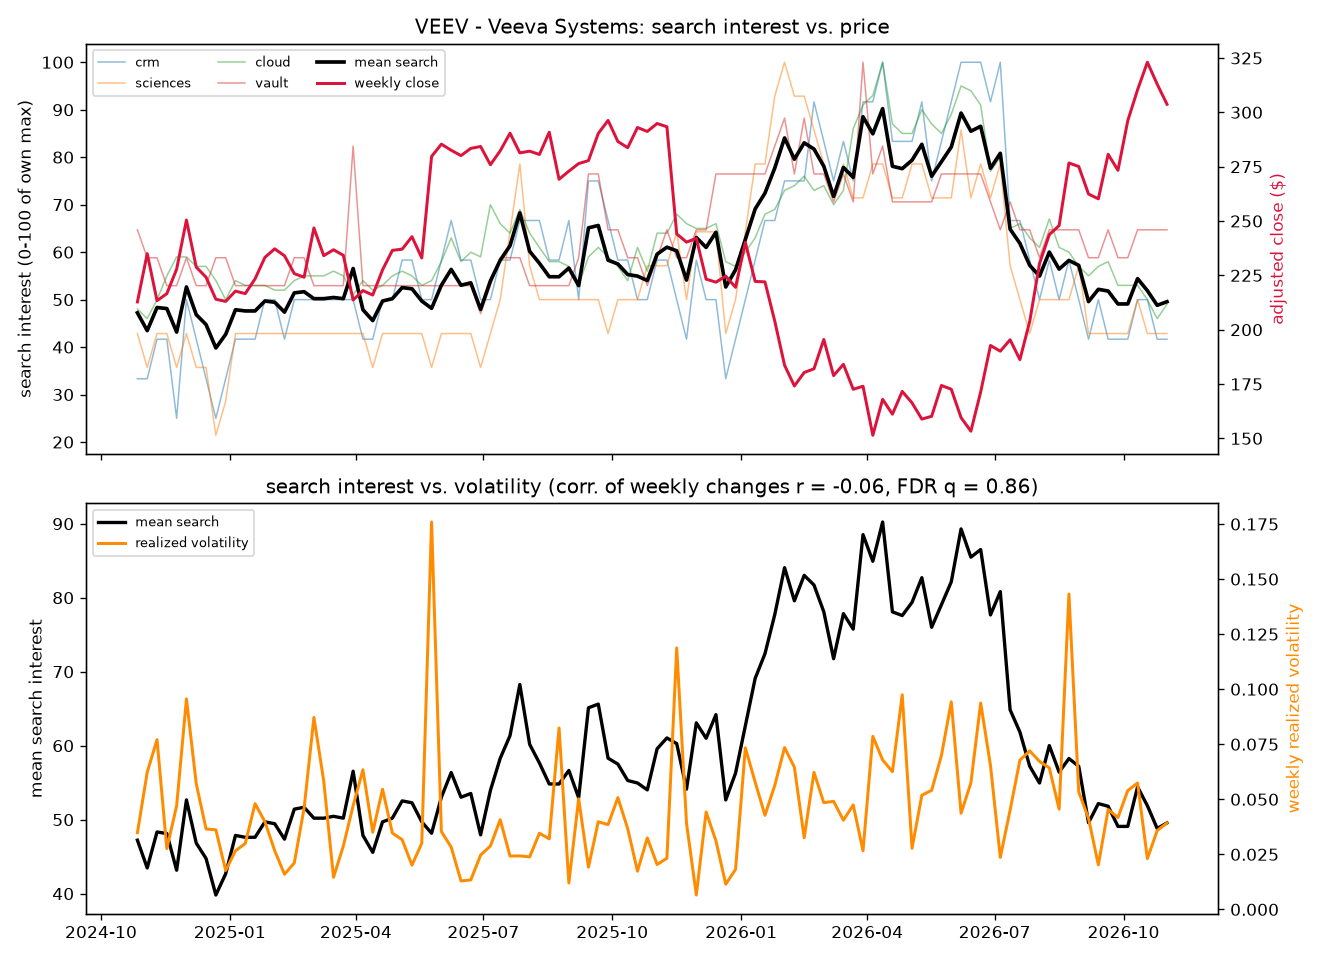 VEEV - Veeva Systems: search interest vs. price
crm
sciences
cloud
vault
mean search
weekly close
100
90
80
70
60
50
40
30
20
search interest (0-100 of own max)
325
300
275
250
225
200
175
150
adjusted close ($)
search interest vs. volatility (corr. of weekly changes r = -0.06, FDR q = 0.86)
mean search
realized volatility
90
80
70
60
50
40
mean search interest
0.175
0.150
0.125
0.100
0.075
0.050
0.025
0.000
weekly realized volatility
2024-10
2025-01
2025-04
2025-07
2025-10
2026-01
2026-04
2026-07
2026-10